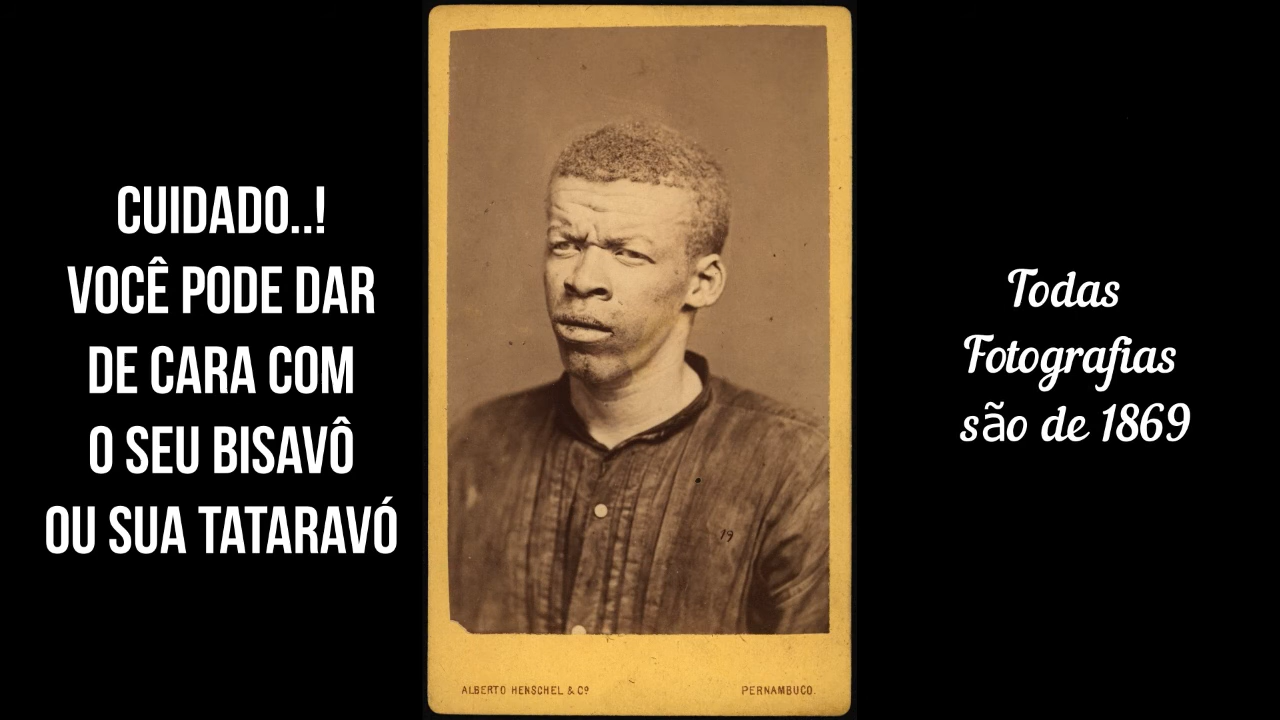 CUIDADO..!
VOCÊ PODE DAR
DE CARA COM
O SEU BISAVÔ
OU SUA TATARAVÓ
19
ALBERTO HENSCHEL & Cº
PERNAMBUCO.
Todas
Fotografias
são de 1869